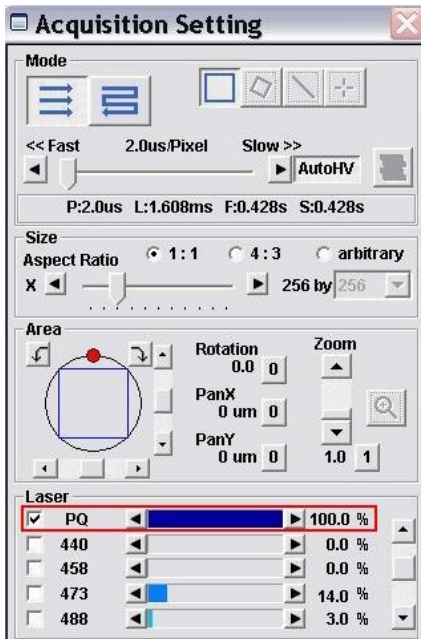 Acquisition Setting
Mode
<< Fast 2.0us/Pixel Slow >>
AutoHV
P:2.0us L:1.608ms F:0.428s S:0.428s
Size
Aspect Ratio 1:1 4:3 arbitrary
X 256 by 256
Area
Rotation Zoom
0.0 0
PanX
0 um 0
PanY
0 um 0 1.0 1
Laser
PQ 100.0 %
440 0.0 %
458 0.0 %
473 14.0 %
488 3.0 %